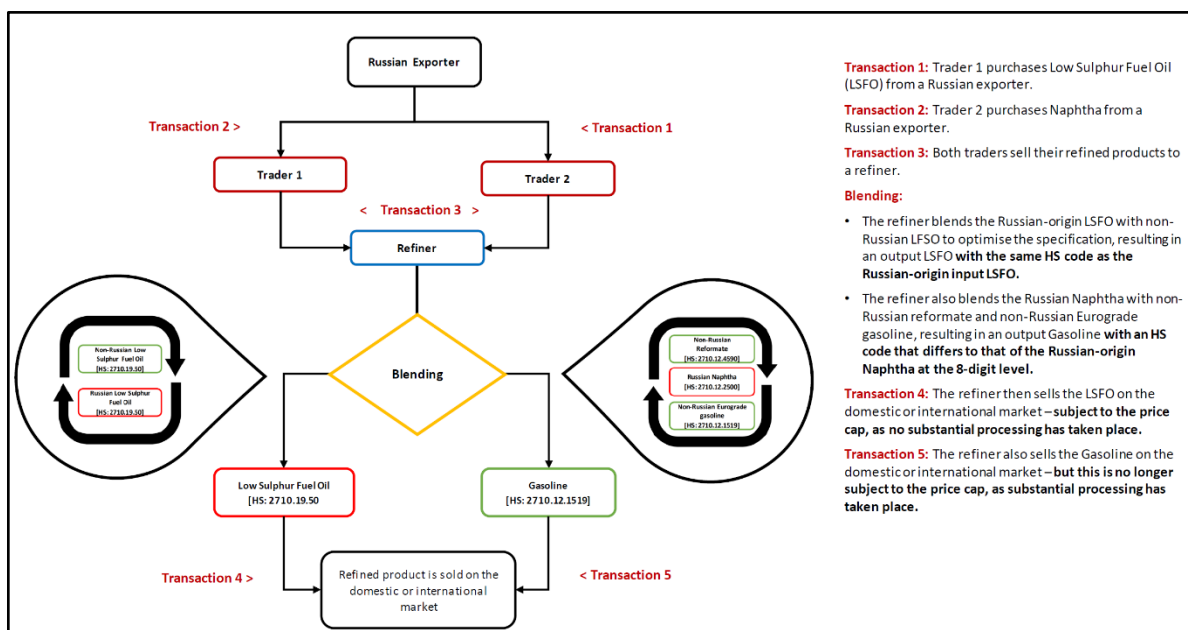 Russian Exporter
Transaction 2 >
< Transaction 1
Trader 1
Trader 2
< Transaction 3 >
Refiner
Blending
Non-Russian Low
Sulphur Fuel Oil
[HS: 2710.19.50]
Russian Low Sulphur
Fuel Oil
[HS: 2710.19.50]
Non-Russian
Reformate
[HS: 2710.12.4590]
Russian Naphtha
[HS: 2710.12.2500]
Non-Russian Eurograde
gasoline
[HS: 2710.12.1519]
Low Sulphur Fuel Oil
[HS: 2710.19.50
Gasoline
[HS: 2710.12.1519]
Transaction 4 >
< Transaction 5
Refined product is sold on the
domestic or international
market
Transaction 1: Trader 1 purchases Low Sulphur Fuel Oil
(LSFO) from a Russian exporter.
Transaction 2: Trader 2 purchases Naphtha from a
Russian exporter.
Transaction 3: Both traders sell their refined products to
a refiner.
Blending:
• The refiner blends the Russian-origin LSFO with non-
Russian LFSO to optimise the specification, resulting in
an output LSFO with the same HS code as the
Russian-origin input LSFO.
• The refiner also blends the Russian Naphtha with non-
Russian reformate and non-Russian Eurograde
gasoline, resulting in an output Gasoline with an HS
code that differs to that of the Russian-origin
Naphtha at the 8-digit level.
Transaction 4: The refiner then sells the LSFO on the
domestic or international market – subject to the price
cap, as no substantial processing has taken place.
Transaction 5: The refiner also sells the Gasoline on the
domestic or international market – but this is no longer
subject to the price cap, as substantial processing has
taken place.